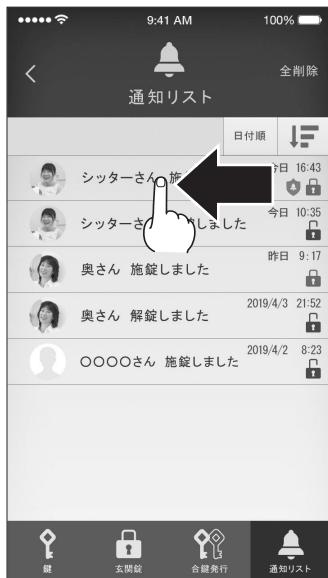 9:41 AM 100%
全削除
通知リスト
日付順
シッターさん 施 今日 16:43
シッターさ しました 今日 10:35
奥さん 施錠しました 昨日 9:17
奥さん 解錠しました 2019/4/3 21:52
〇〇〇〇さん 施錠しました 2019/4/2 8:23
鍵 玄関錠 合鍵発行 通知リスト